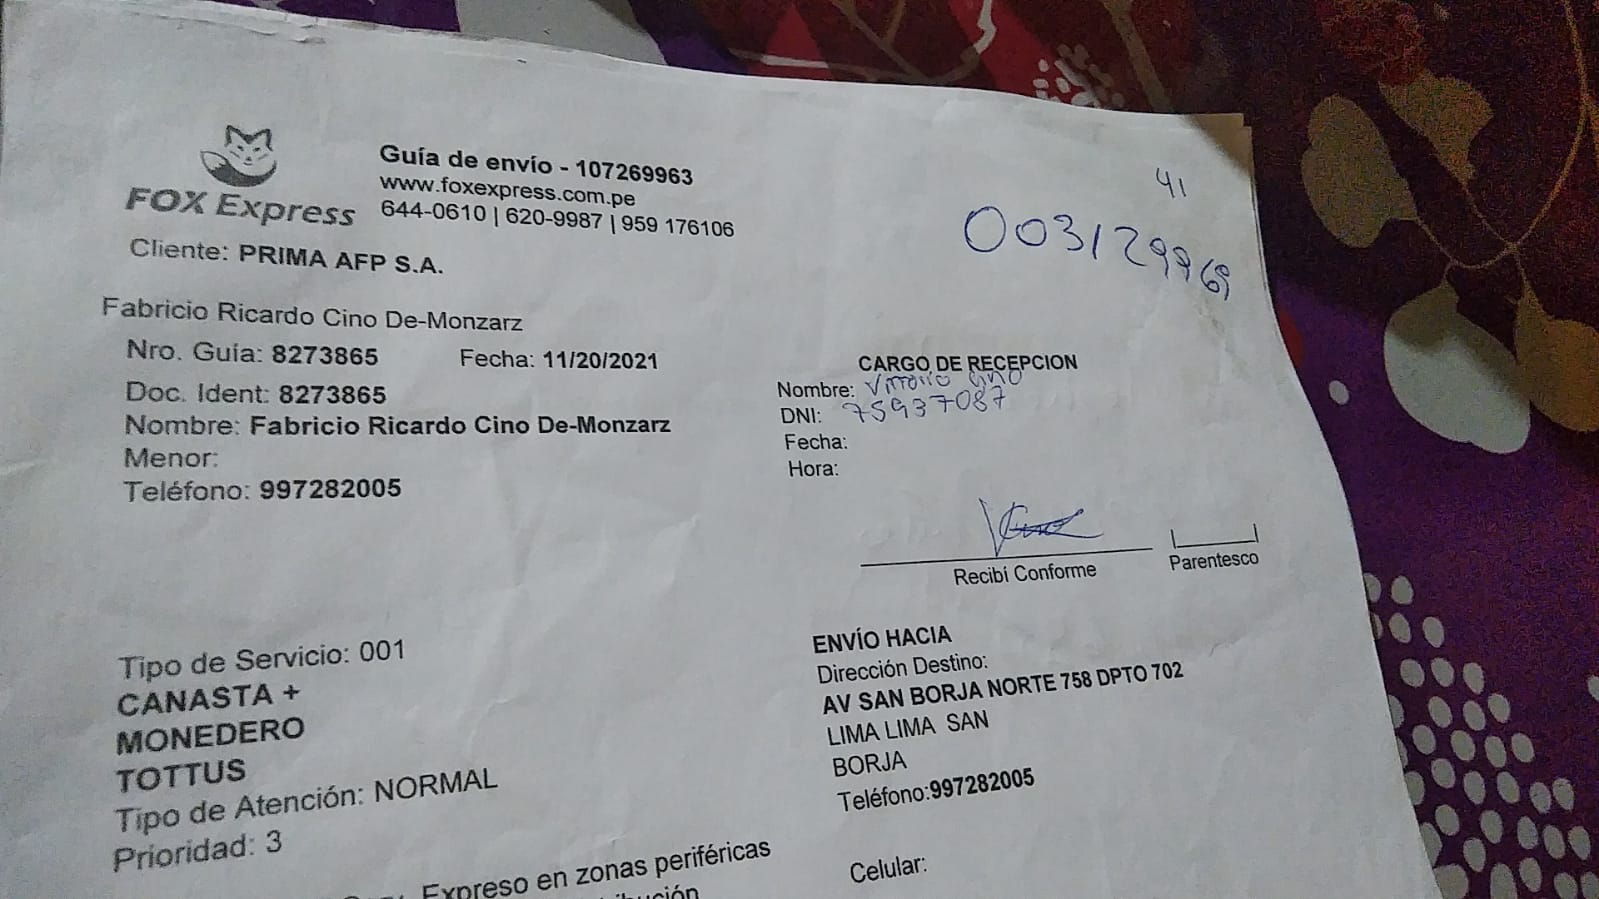 41
003129969
FOX Express
Guía de envío - 107269963
www.foxexpress.com.pe
644-0610 | 620-9987 | 959 176106
Cliente: PRIMA AFP S.A.
Fabricio Ricardo Cino De-Monzarz
Nro. Guía: 8273865 Fecha: 11/20/2021
Doc. Ident: 8273865
Nombre: Fabricio Ricardo Cino De-Monzarz
Menor:
Teléfono: 997282005
CARGO DE RECEPCION
Nombre: Vittorio Cino
DNI: 75937087
Fecha:
Hora:
Recibí Conforme
Parentesco
Tipo de Servicio: 001
CANASTA +
MONEDERO
TOTTUS
Tipo de Atención: NORMAL
Prioridad: 3
ENVÍO HACIA
Dirección Destino:
AV SAN BORJA NORTE 758 DPTO 702
LIMA LIMA SAN
BORJA
Teléfono:997282005
Celular:
Expreso en zonas periféricas